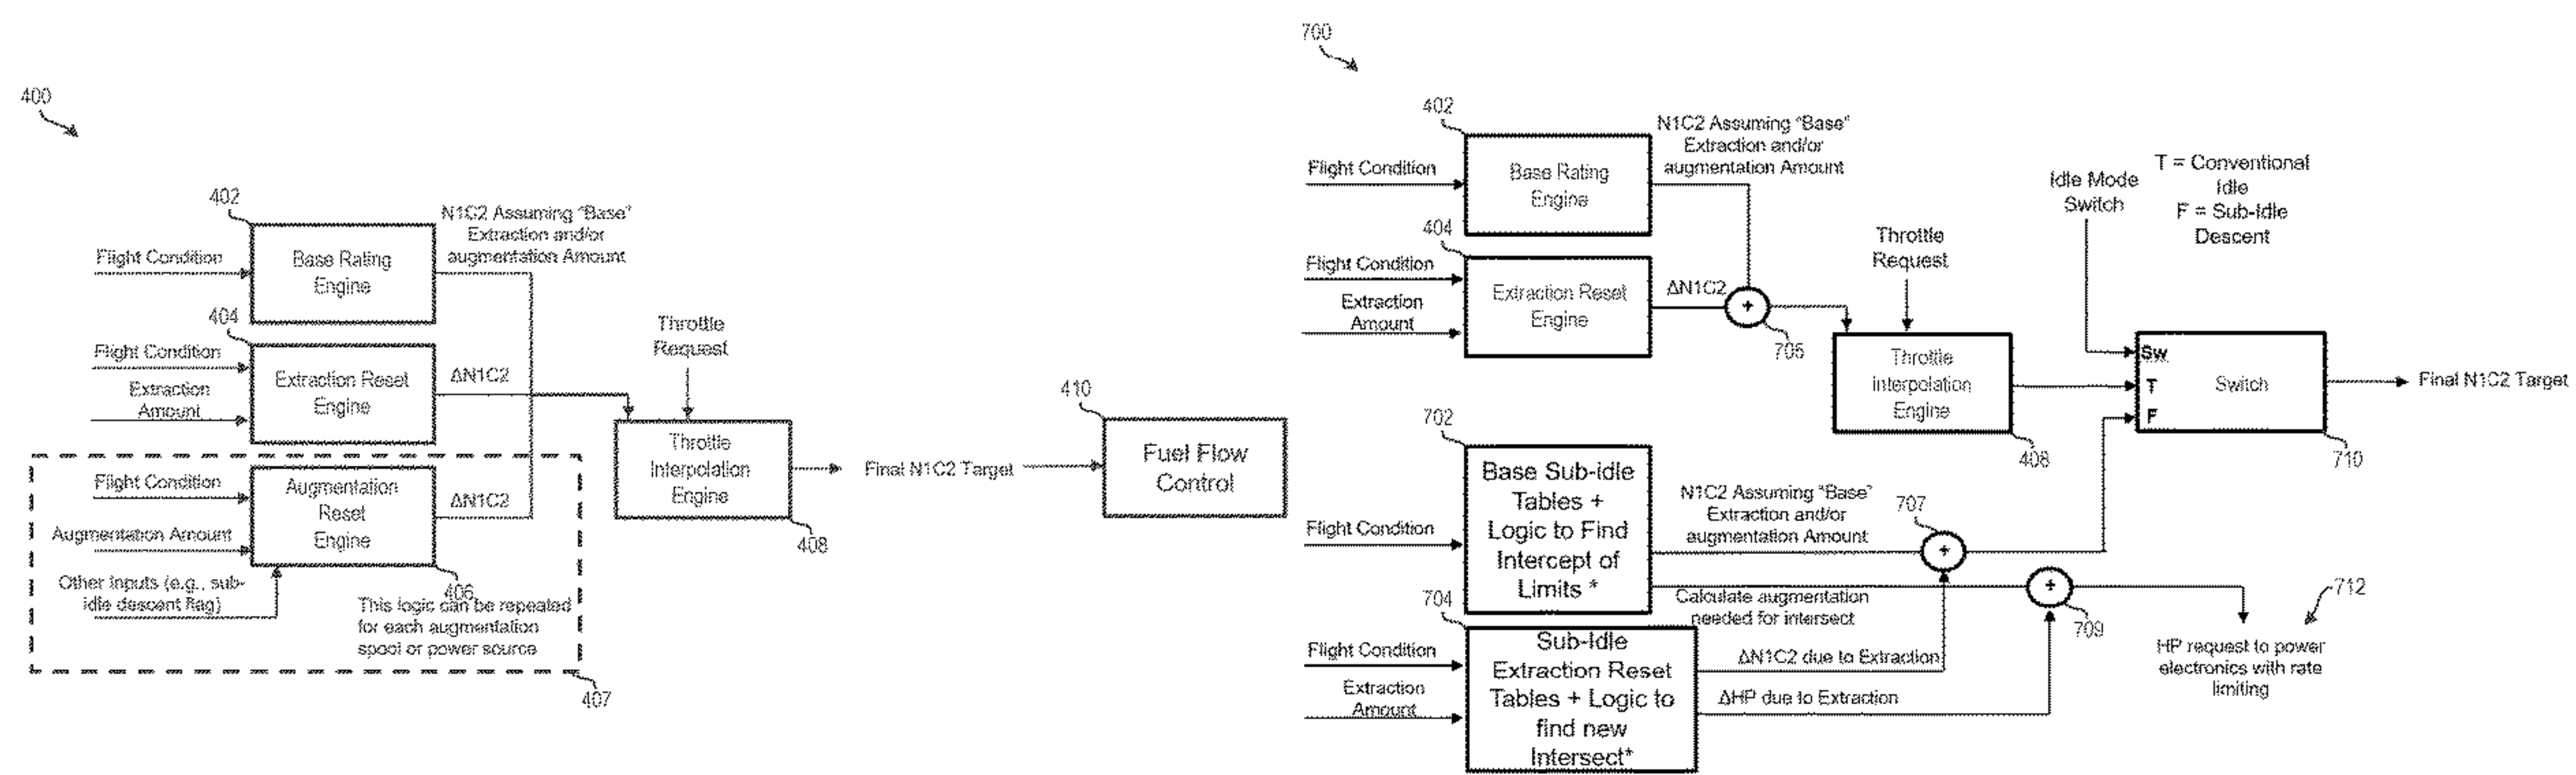 400
402
N1C2 Assuming "Base"
Extraction and/or
augmentation Amount
Flight Condition
Base Rating
Engine
404
Flight Condition
Extraction
Amount
Extraction Reset
Engine
ΔN1C2
Throttle
Request
Flight Condition
Augmentation Amount
Other Inputs (e.g., sub-
idle descent flag)
Augmentation
Reset
Engine
ΔN1C2
406
This logic can be repeated
for each augmentation
spool or power source
407
Throttle
Interpolation
Engine
408
Final N1C2 Target
410
Fuel Flow
Control
700
402
N1C2 Assuming "Base"
Extraction and/or
augmentation Amount
Flight Condition
Base Rating
Engine
404
Flight Condition
Extraction
Amount
Extraction Reset
Engine
ΔN1C2
+
705
Throttle
Request
Throttle
Interpolation
Engine
408
Idle Mode
Switch
T = Conventional
Idle
F = Sub-Idle
Descent
Sw
T
F
Switch
710
Final N1C2 Target
702
Flight Condition
Base Sub-idle
Tables +
Logic to Find
Intercept of
Limits *
N1C2 Assuming "Base"
Extraction and/or
augmentation Amount
707
+
Calculate augmentation
needed for intersect
+
709
712
HP request to power
electronics with rate
limiting
704
Flight Condition
Extraction
Amount
Sub-Idle
Extraction Reset
Tables + Logic to
find new
Intersect*
ΔN1C2 due to Extraction
ΔHP due to Extraction